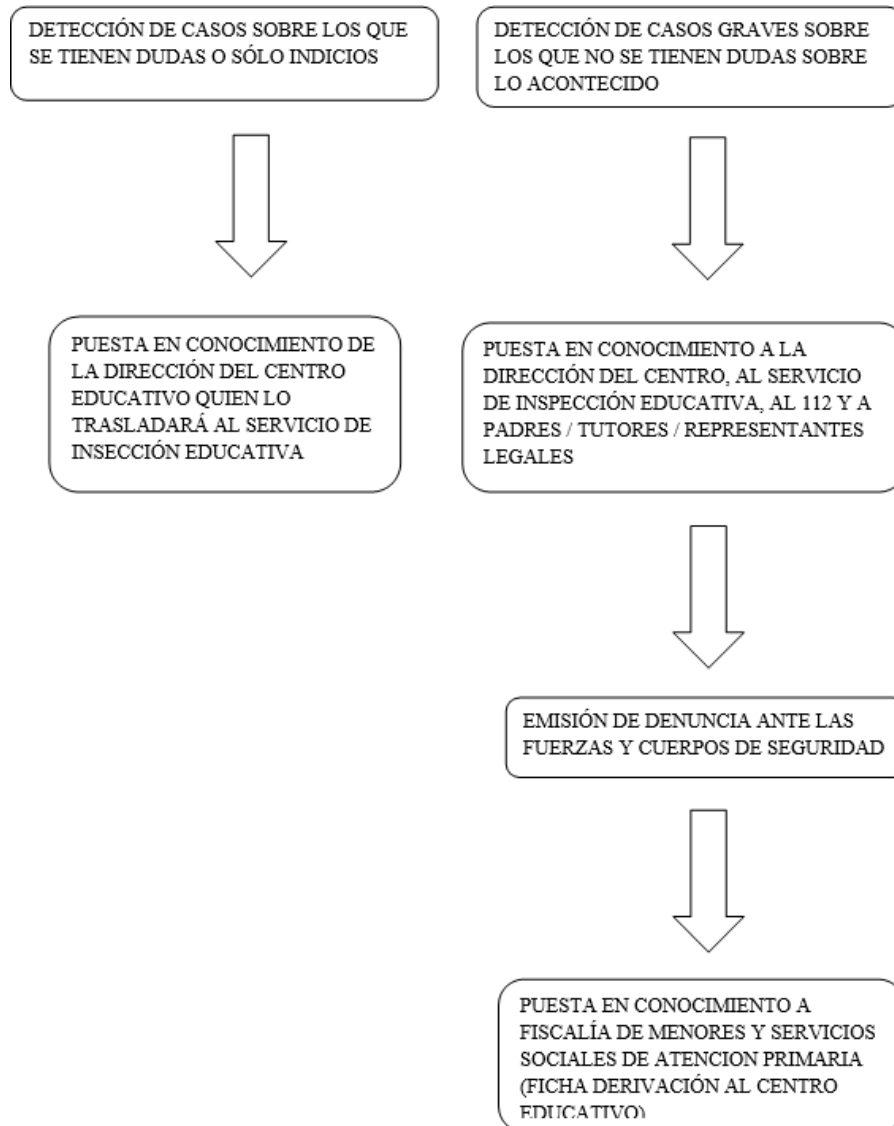 DETECCIÓN DE CASOS SOBRE LOS QUE
SE TIENEN DUDAS O SÓLO INDICIOS
DETECCIÓN DE CASOS GRAVES SOBRE
LOS QUE NO SE TIENEN DUDAS SOBRE
LO ACONTECIDO
PUESTA EN CONOCIMIENTO DE
LA DIRECCIÓN DEL CENTRO
EDUCATIVO QUIEN LO
TRASLADARÁ AL SERVICIO DE
INSECCIÓN EDUCATIVA
PUESTA EN CONOCIMIENTO A LA
DIRECCIÓN DEL CENTRO, AL SERVICIO
DE INSPECCIÓN EDUCATIVA, AL 112 Y A
PADRES / TUTORES / REPRESENTANTES
LEGALES
EMISIÓN DE DENUNCIA ANTE LAS
FUERZAS Y CUERPOS DE SEGURIDAD
PUESTA EN CONOCIMIENTO A
FISCALÍA DE MENORES Y SERVICIOS
SOCIALES DE ATENCION PRIMARIA
(FICHA DERIVACIÓN AL CENTRO
EDUCATIVO)